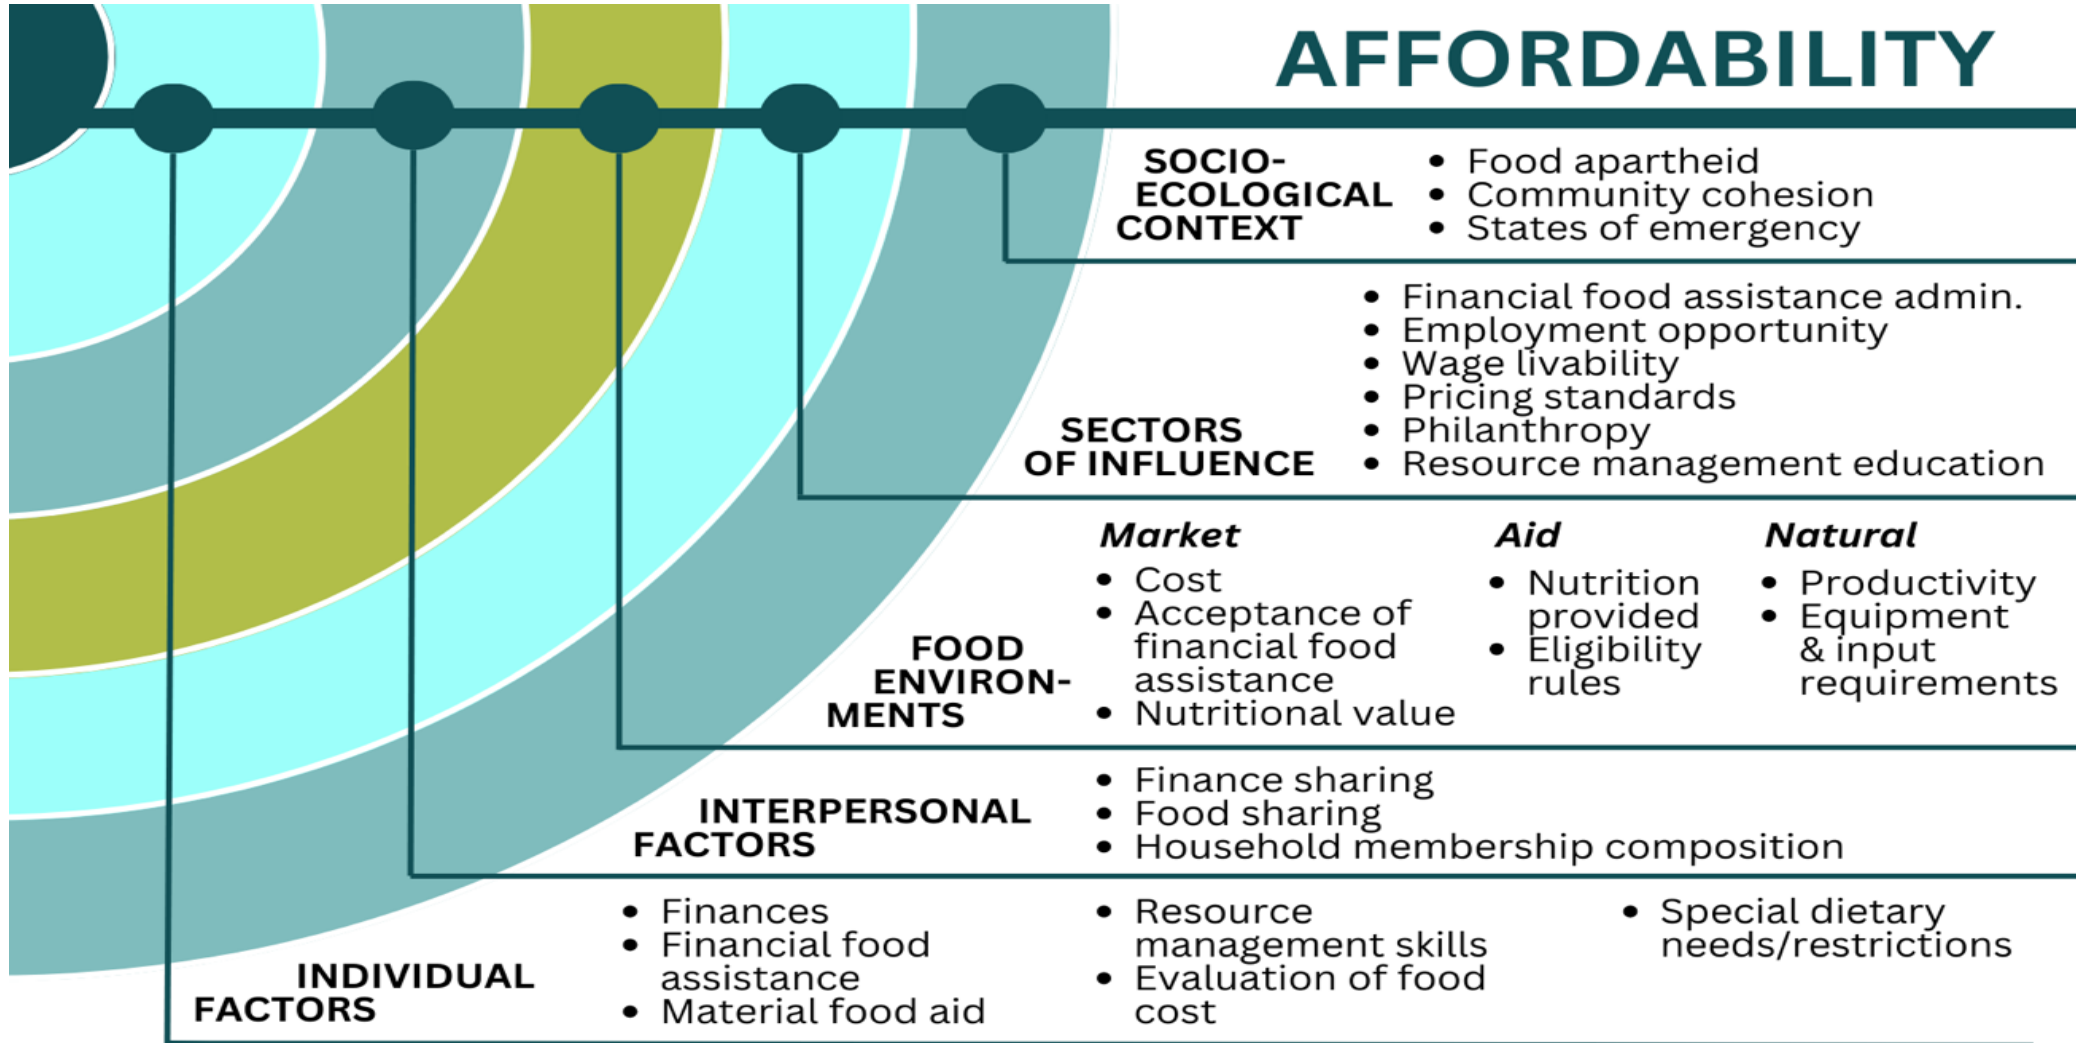 AFFORDABILITY
SOCIO-
ECOLOGICAL
CONTEXT
• Food apartheid
• Community cohesion
• States of emergency
SECTORS
OF INFLUENCE
• Financial food assistance admin.
• Employment opportunity
• Wage livability
• Pricing standards
• Philanthropy
• Resource management education
FOOD
ENVIRON-
MENTS
Market
• Cost
• Acceptance of
financial food
assistance
• Nutritional value
Aid
• Nutrition
provided
• Eligibility
rules
Natural
• Productivity
• Equipment
& input
requirements
INTERPERSONAL
FACTORS
• Finance sharing
• Food sharing
• Household membership composition
INDIVIDUAL
FACTORS
• Finances
• Financial food
assistance
• Material food aid
• Resource
management skills
• Evaluation of food
cost
• Special dietary
needs/restrictions